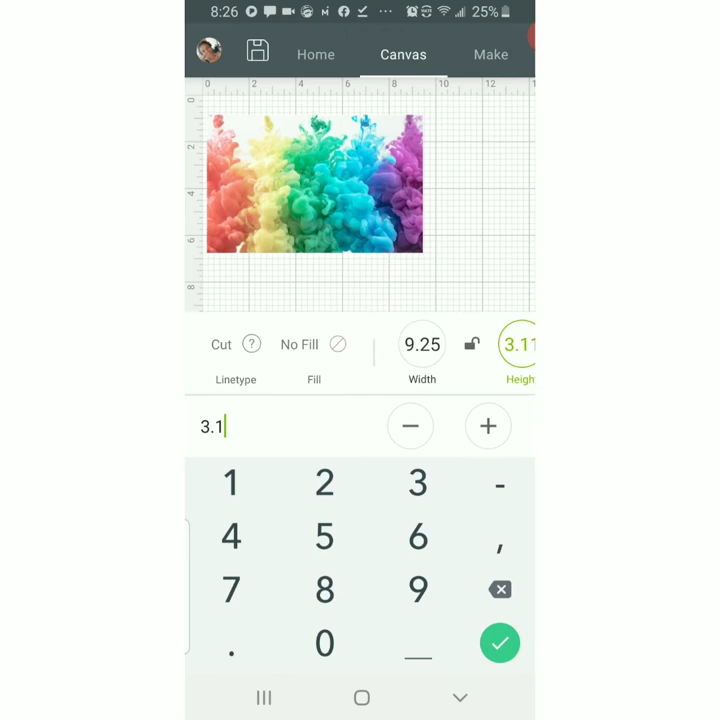 8:26 25%
Home Canvas Make
0 2 4 6 8 10 12
0
2
4
6
8
Cut ? No Fill 9.25 3.11
Linetype Fill Width Heigh
3.1
1 2 3 -
4 5 6 ,
7 8 9
. 0 _